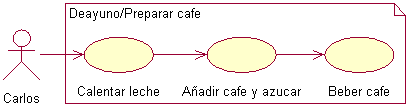 Deayuno/Preparar cafe
Carlos
Calentar leche
Añadir cafe y azucar
Beber cafe